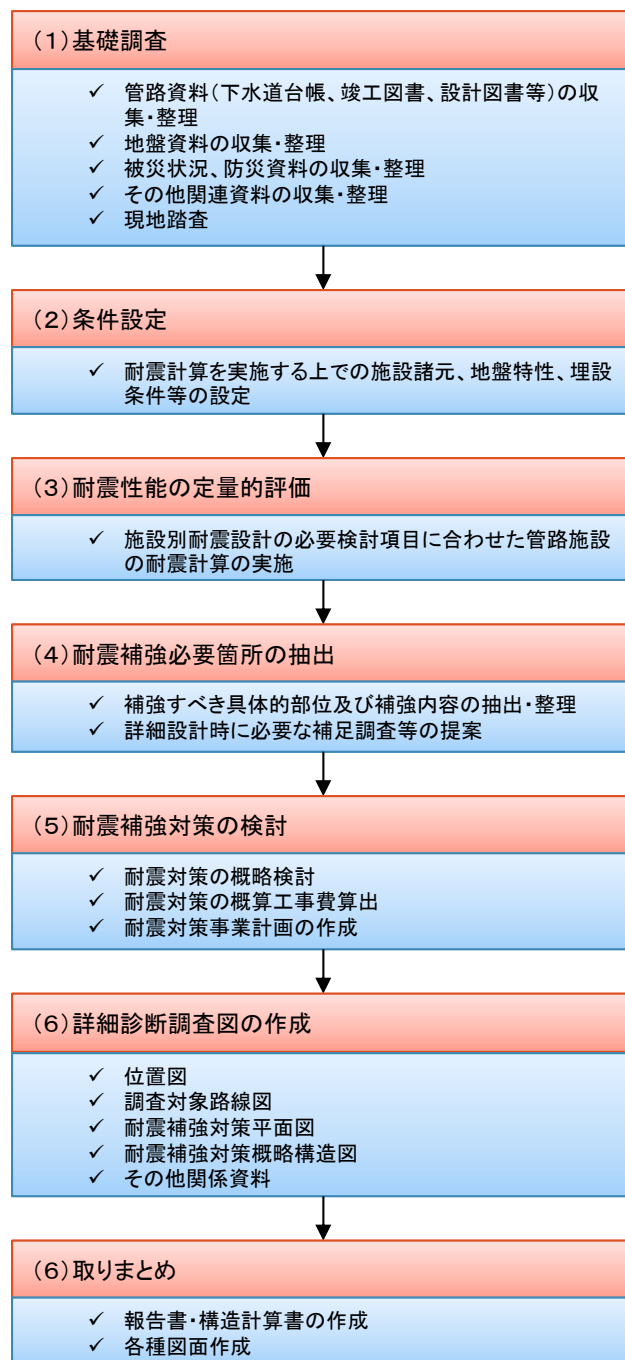 (1)基礎調査
✓ 管路資料(下水道台帳、竣工図書、設計図書等)の収
集・整理
✓ 地盤資料の収集・整理
✓ 被災状況、防災資料の収集・整理
✓ その他関連資料の収集・整理
✓ 現地踏査
(2)条件設定
✓ 耐震計算を実施する上での施設諸元、地盤特性、埋設
条件等の設定
(3)耐震性能の定量的評価
✓ 施設別耐震設計の必要検討項目に合わせた管路施設
の耐震計算の実施
(4)耐震補強必要箇所の抽出
✓ 補強すべき具体的部位及び補強内容の抽出・整理
✓ 詳細設計時に必要な補足調査等の提案
(5)耐震補強対策の検討
✓ 耐震対策の概略検討
✓ 耐震対策の概算工事費算出
✓ 耐震対策事業計画の作成
(6)詳細診断調査図の作成
✓ 位置図
✓ 調査対象路線図
✓ 耐震補強対策平面図
✓ 耐震補強対策概略構造図
✓ その他関係資料
(6)取りまとめ
✓ 報告書・構造計算書の作成
✓ 各種図面作成